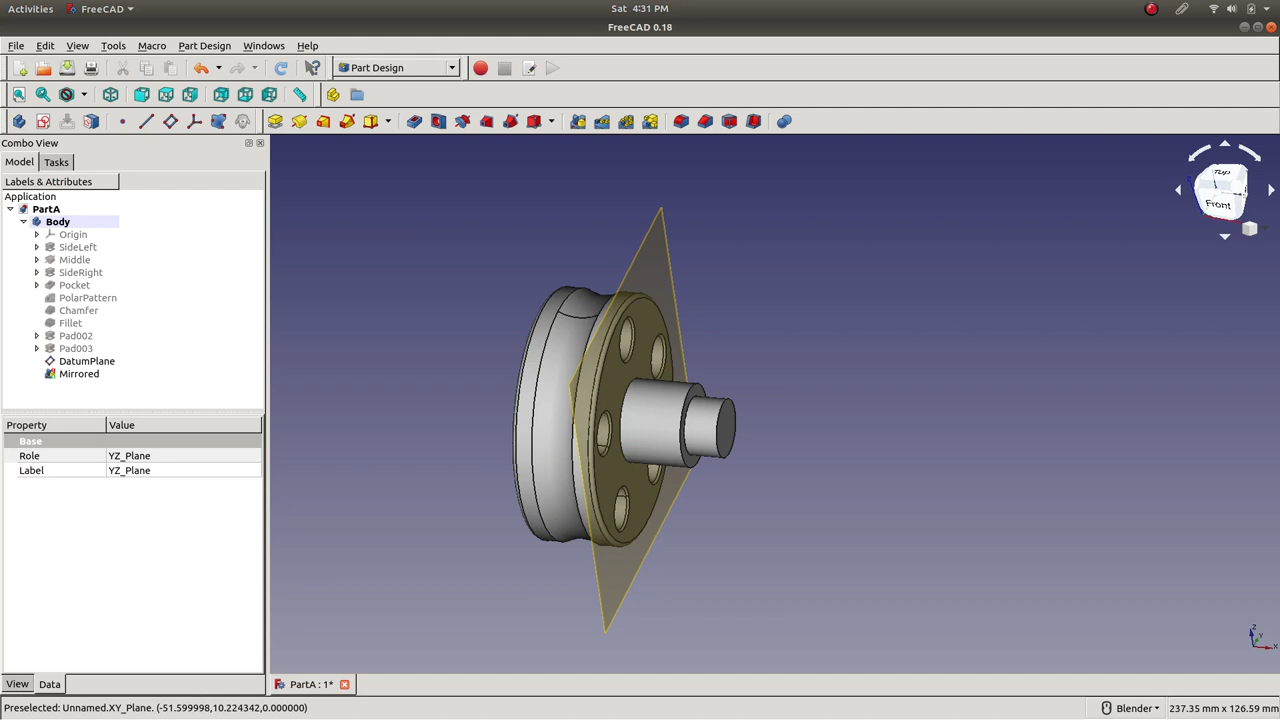 Activities FreeCAD Sat 4:31 PM
FreeCAD 0.18
File Edit View Tools Macro Part Design Windows Help
Part Design
Combo View
Model Tasks
Labels & Attributes
Application
PartA
Body
Origin
SideLeft
Middle
SideRight
Pocket
PolarPattern
Chamfer
Fillet
Pad002
Pad003
DatumPlane
Mirrored
Property Value
Base
Role YZ_Plane
Label YZ_Plane
View Data
PartA : 1*
Top
Front
Z
Y
X
Preselected: Unnamed.XY_Plane. (-51.599998,10.224342,0.000000)
Blender 237.35 mm x 126.59 mm